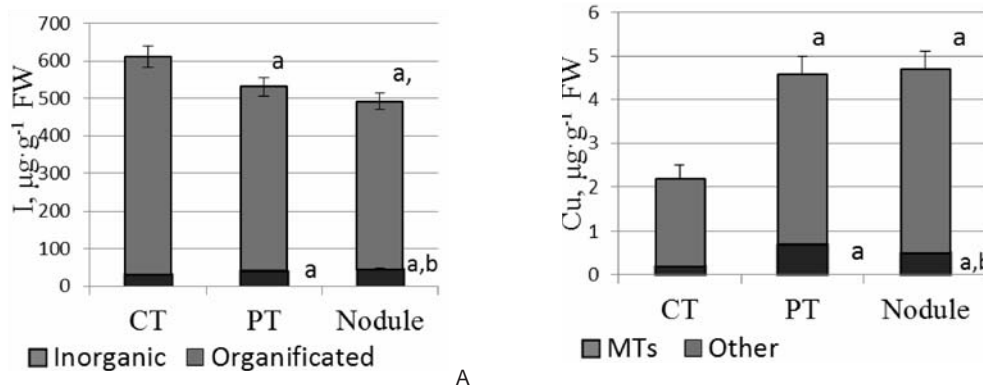 I, µg·g⁻¹ FW
700
600
500
400
300
200
100
0
a
a,
a
a,b
CT PT Nodule
Inorganic Organificated
Cu, µg·g⁻¹ FW
6
5
4
3
2
1
0
a
a
a
a,b
CT PT Nodule
MTs Other
A